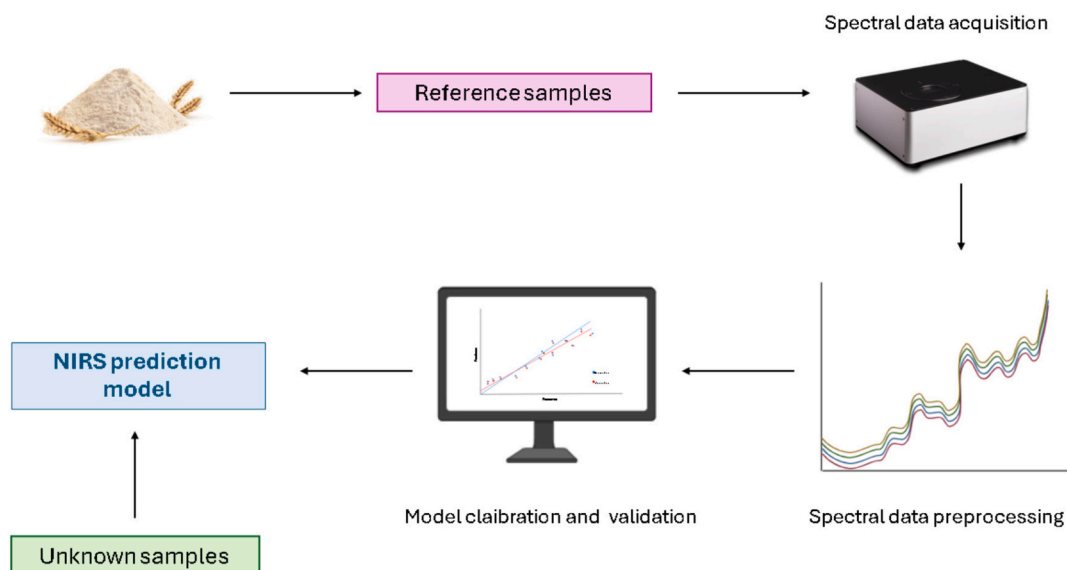 Spectral data acquisition
Reference samples
NIRS prediction
model
Model claibration and validation
Spectral data preprocessing
Unknown samples